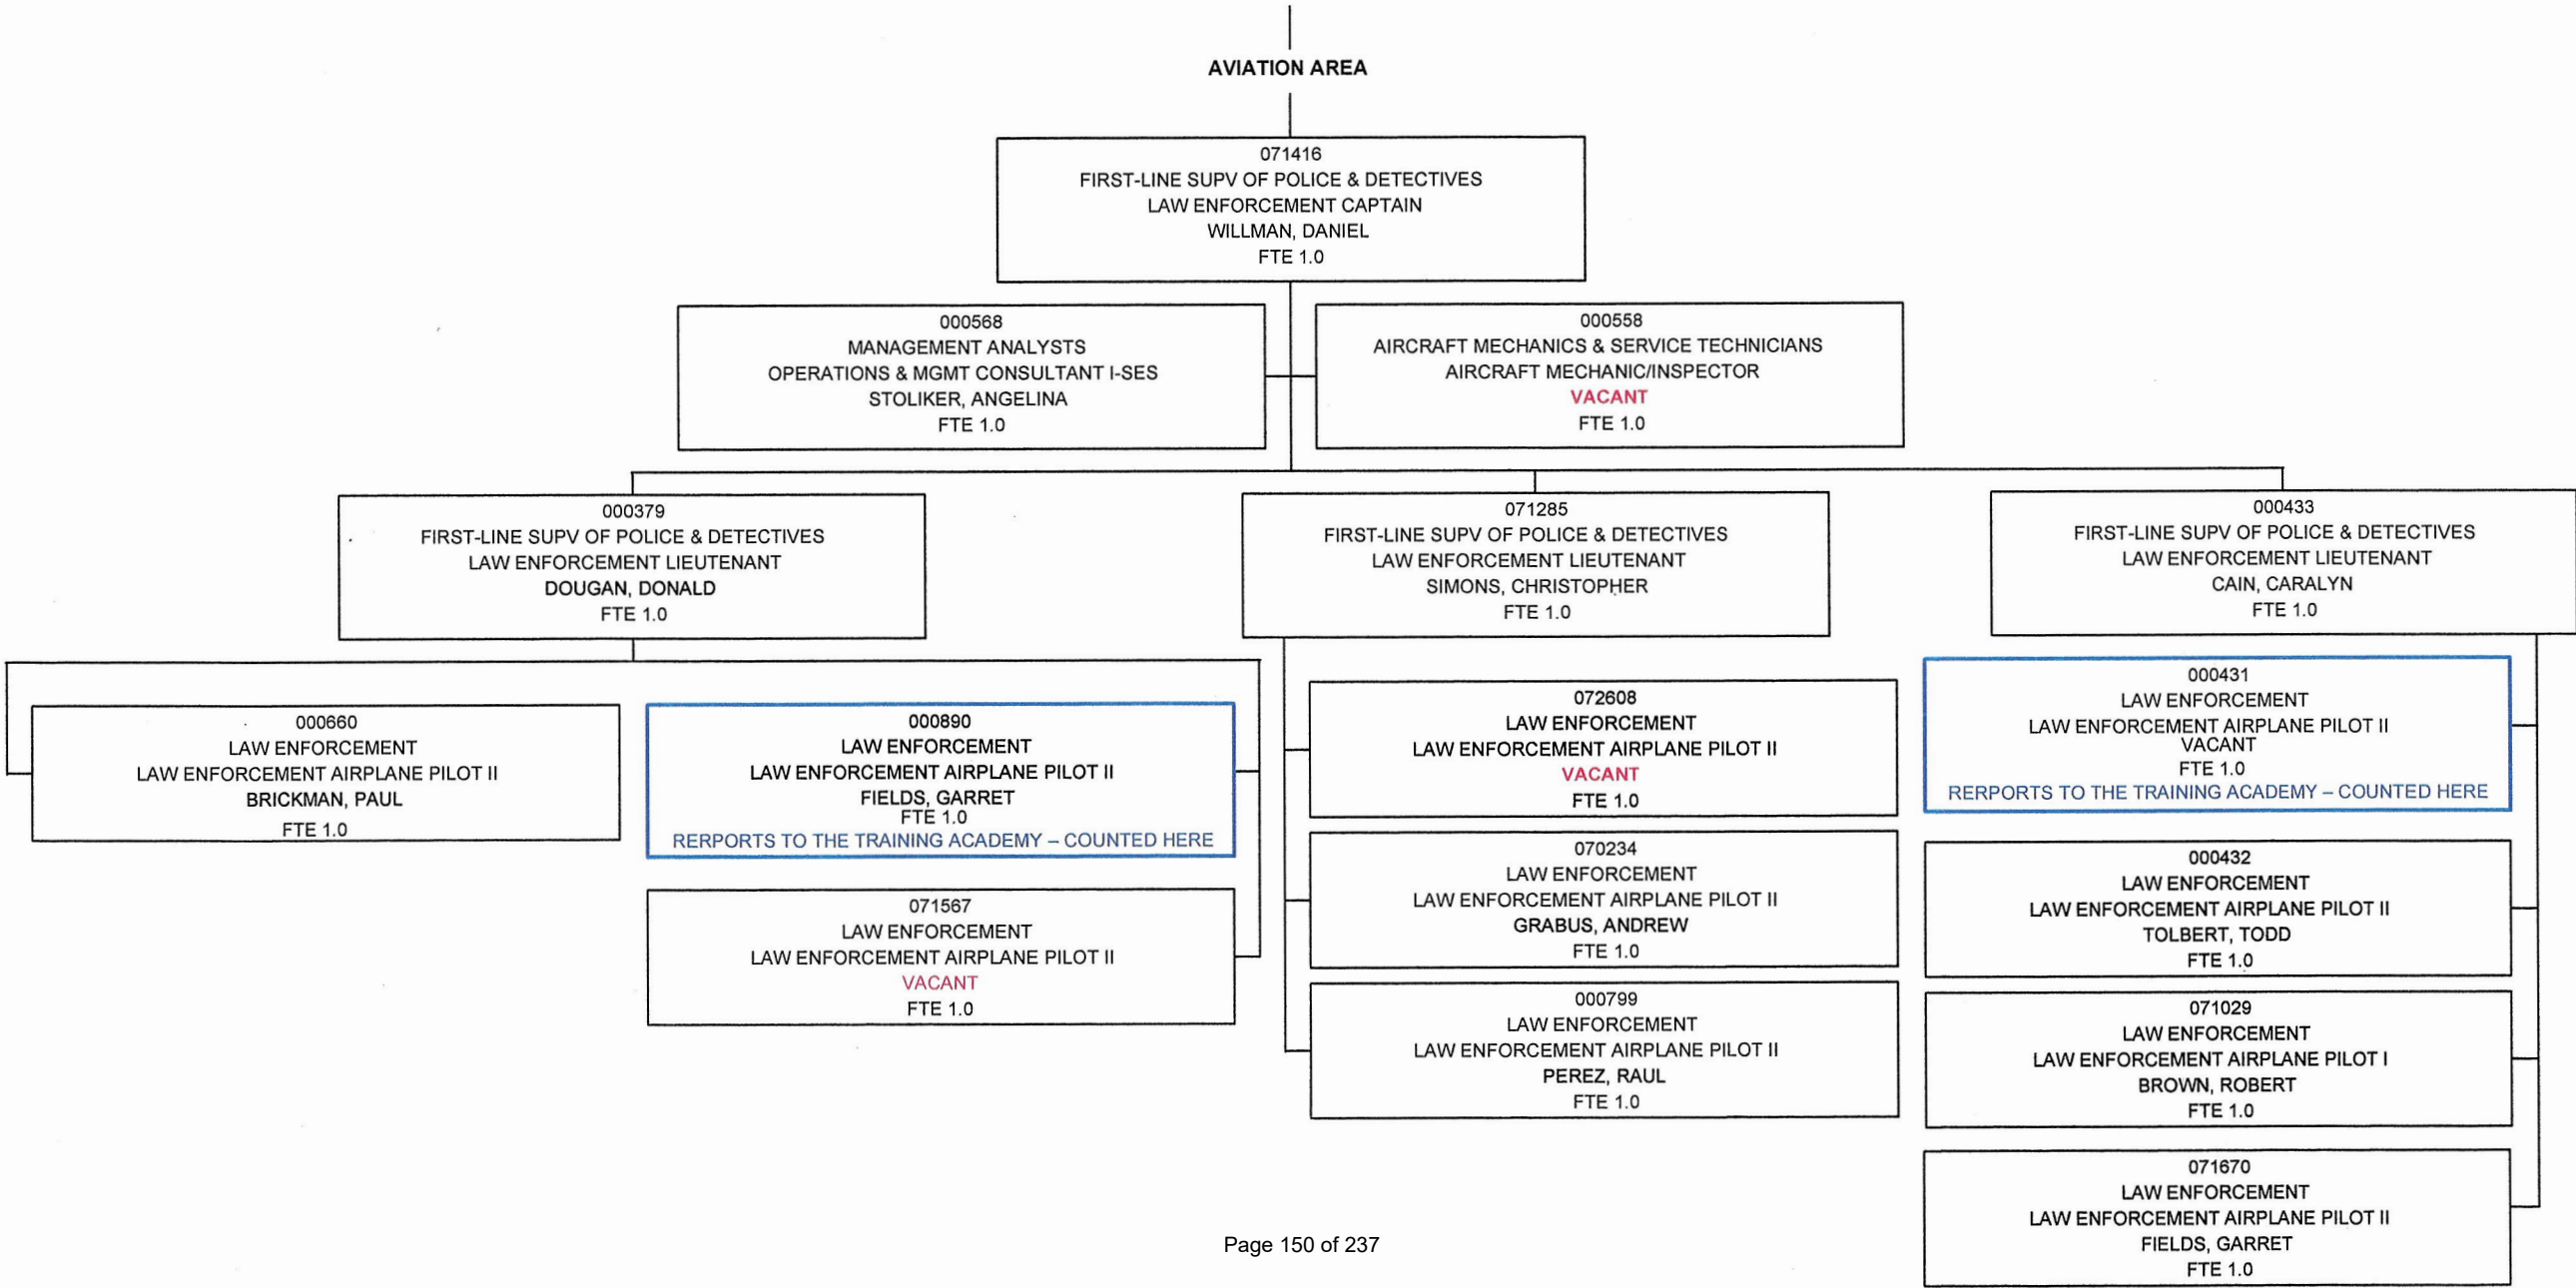 AVIATION AREA
071416
FIRST-LINE SUPV OF POLICE & DETECTIVES
LAW ENFORCEMENT CAPTAIN
WILLMAN, DANIEL
FTE 1.0
000568
MANAGEMENT ANALYSTS
OPERATIONS & MGMT CONSULTANT I-SES
STOLIKER, ANGELINA
FTE 1.0
000558
AIRCRAFT MECHANICS & SERVICE TECHNICIANS
AIRCRAFT MECHANIC/INSPECTOR
VACANT
FTE 1.0
000379
FIRST-LINE SUPV OF POLICE & DETECTIVES
LAW ENFORCEMENT LIEUTENANT
DOUGAN, DONALD
FTE 1.0
071285
FIRST-LINE SUPV OF POLICE & DETECTIVES
LAW ENFORCEMENT LIEUTENANT
SIMONS, CHRISTOPHER
FTE 1.0
000433
FIRST-LINE SUPV OF POLICE & DETECTIVES
LAW ENFORCEMENT LIEUTENANT
CAIN, CARALYN
FTE 1.0
000660
LAW ENFORCEMENT
LAW ENFORCEMENT AIRPLANE PILOT II
BRICKMAN, PAUL
FTE 1.0
000890
LAW ENFORCEMENT
LAW ENFORCEMENT AIRPLANE PILOT II
FIELDS, GARRET
FTE 1.0
RERPORTS TO THE TRAINING ACADEMY – COUNTED HERE
071567
LAW ENFORCEMENT
LAW ENFORCEMENT AIRPLANE PILOT II
VACANT
FTE 1.0
072608
LAW ENFORCEMENT
LAW ENFORCEMENT AIRPLANE PILOT II
VACANT
FTE 1.0
070234
LAW ENFORCEMENT
LAW ENFORCEMENT AIRPLANE PILOT II
GRABUS, ANDREW
FTE 1.0
000799
LAW ENFORCEMENT
LAW ENFORCEMENT AIRPLANE PILOT II
PEREZ, RAUL
FTE 1.0
000431
LAW ENFORCEMENT
LAW ENFORCEMENT AIRPLANE PILOT II
VACANT
FTE 1.0
RERPORTS TO THE TRAINING ACADEMY – COUNTED HERE
000432
LAW ENFORCEMENT
LAW ENFORCEMENT AIRPLANE PILOT II
TOLBERT, TODD
FTE 1.0
071029
LAW ENFORCEMENT
LAW ENFORCEMENT AIRPLANE PILOT I
BROWN, ROBERT
FTE 1.0
071670
LAW ENFORCEMENT
LAW ENFORCEMENT AIRPLANE PILOT II
FIELDS, GARRET
FTE 1.0
Page 150 of 237